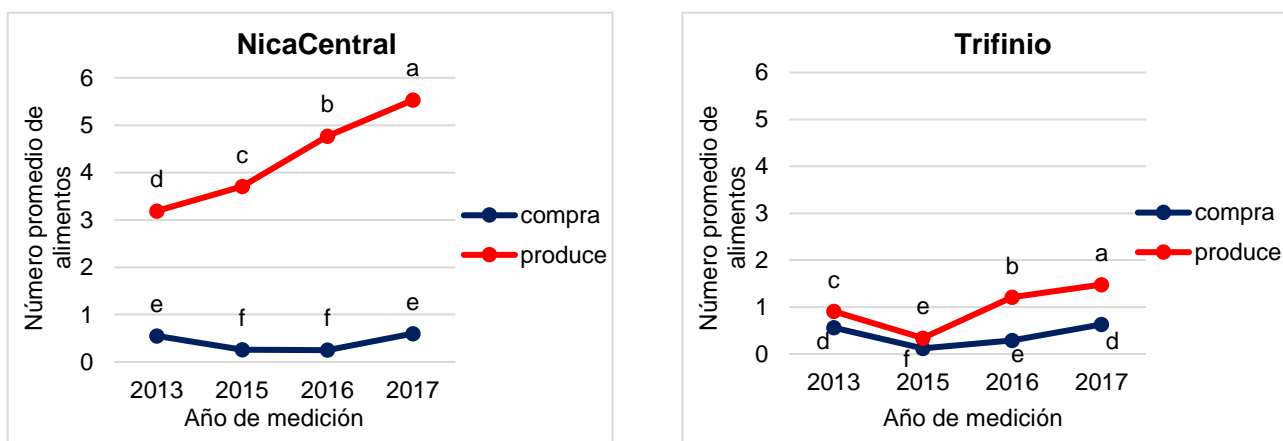 NicaCentral
Número promedio de
alimentos
6
5
4
3
2
1
0
a
b
c
d
e
f
f
e
2013
2015
2016
2017
Año de medición
compra
produce
Trifinio
Número promedio de
alimentos
6
5
4
3
2
1
0
c
e
b
a
d
f
e
d
2013
2015
2016
2017
Año de medición
compra
produce